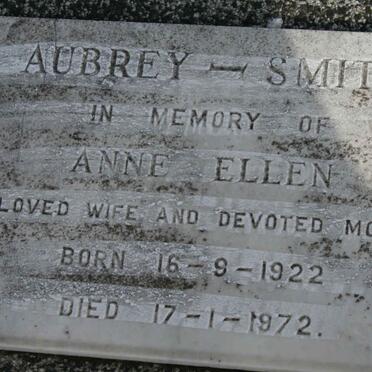 AUBREY - SMIT
IN MEMORY OF
ANNE ELLEN
LOVED WIFE AND DEVOTED MO
BORN 16-9-1922
DIED 17-1-1972.